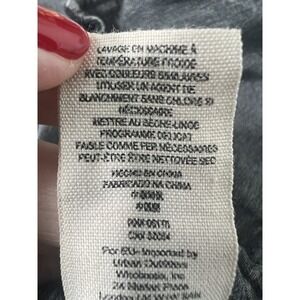 LAVAGE EN MACHINE À
TEMPÉRATURE FROIDE
AVEC COULEURS SIMILAIRES
UTILISER UN AGENT DE
BLANCHIMENT SANS CHLORE SI
NÉCESSAIRE
METTRE AU SÈCHE-LINGE
PROGRAMME DÉLICAT
FAIBLE COMME FER NÉCESSAIRE
PEUT-ÊTRE ÊTRE NETTOYÉE SEC
HECHO EN CHINA
FABRICADO NA CHINA
For EU- Imported by
Urban Outfitters
Wholesale, Inc